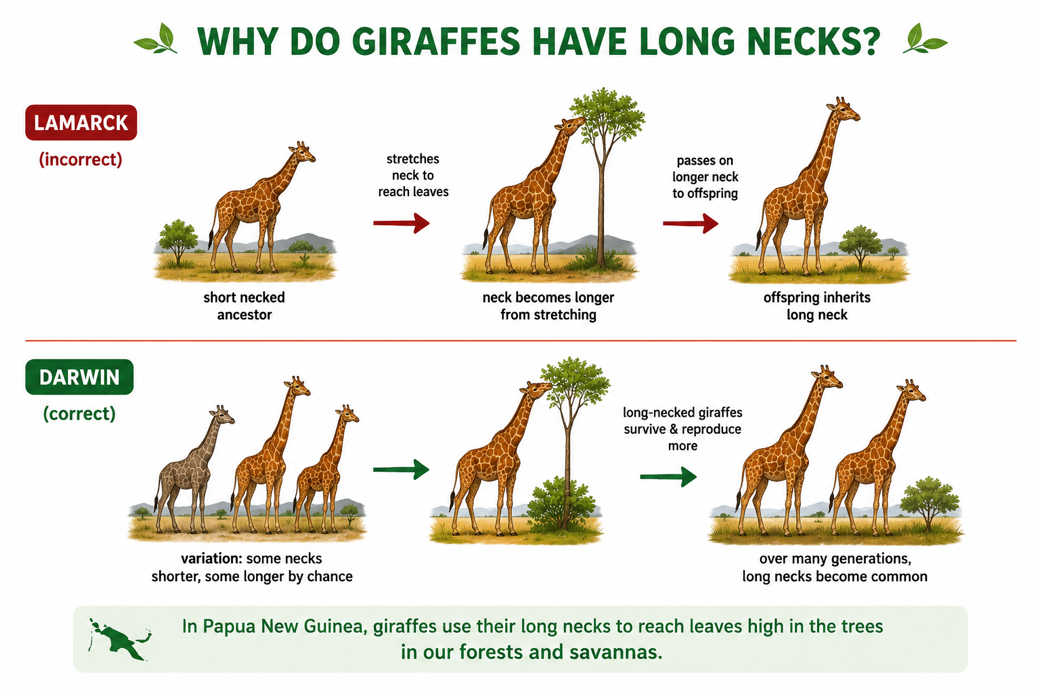 WHY DO GIRAFFES HAVE LONG NECKS?
LAMARCK
(incorrect)
stretches
neck to
reach leaves
passes on
longer neck
to offspring
short necked
ancestor
neck becomes longer
from stretching
offspring inherits
long neck
DARWIN
(correct)
long-necked giraffes
survive & reproduce
more
variation: some necks
shorter, some longer by chance
over many generations,
long necks become common
In Papua New Guinea, giraffes use their long necks to reach leaves high in the trees
in our forests and savannas.